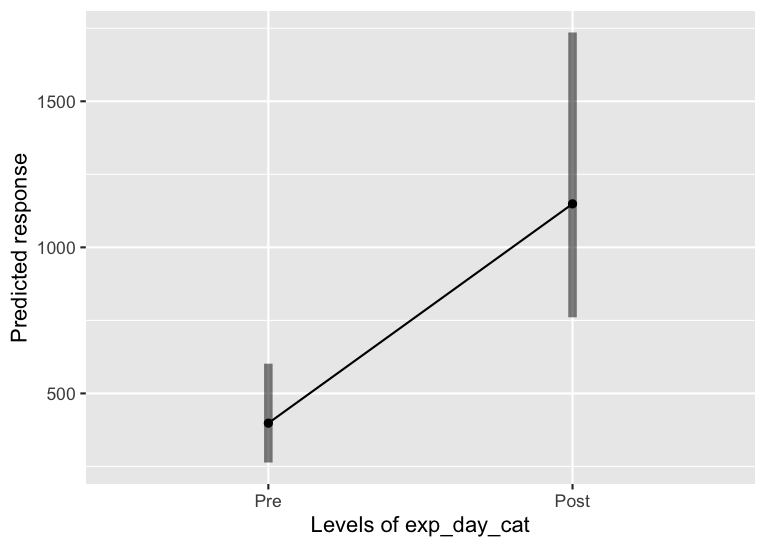 1500
1000
500
Predicted response
Pre
Post
Levels of exp_day_cat